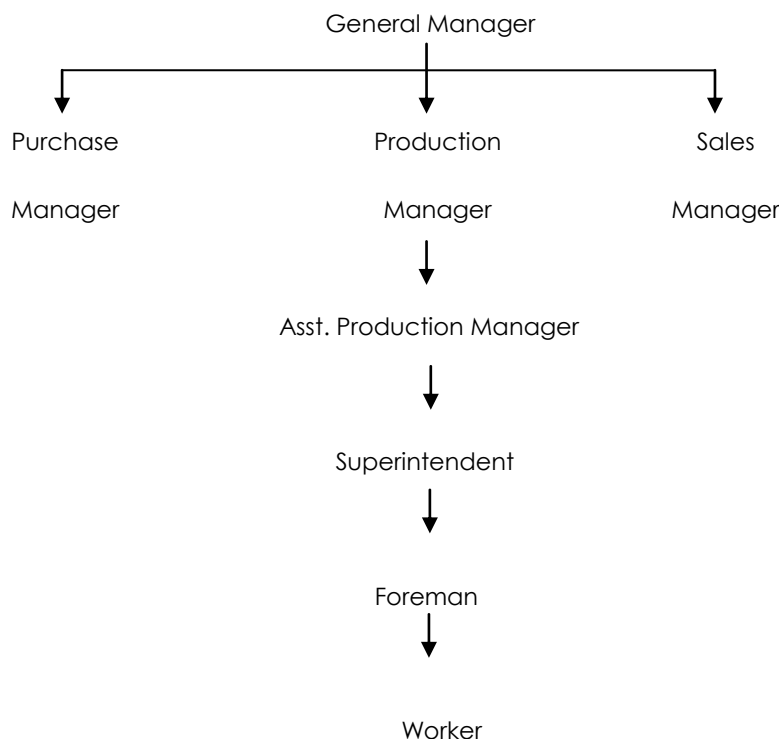 General Manager
Purchase Production Sales
Manager Manager Manager
Asst. Production Manager
Superintendent
Foreman
Worker